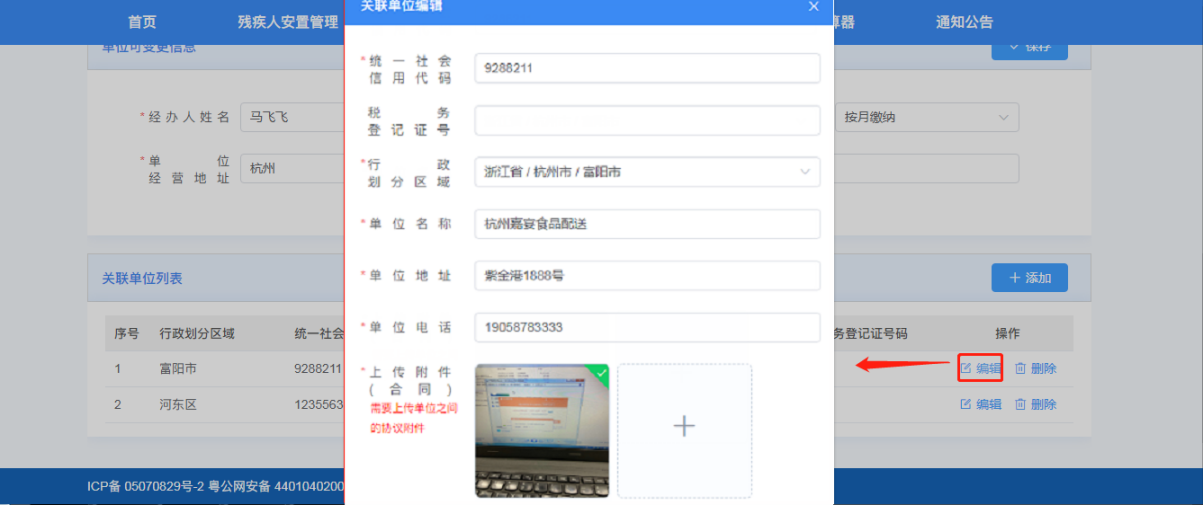 首页
残疾人安置管理
关联单位编辑
算器
通知公告
单位可变更信息
保存
*统一社会信用代码
9288211
税务登记证号
*行政划分区域
浙江省 / 杭州市 / 富阳市
*单位名称
杭州嘉宴食品配送
*单位地址
紫金港1888号
*单位电话
19058783333
*上传附件
(合同)
需要上传单位之间
的协议附件
*经办人姓名
马飞飞
按月缴纳
*单位
经营地址
杭州
关联单位列表
添加
序号 行政划分区域 统一社会 务登记证号码 操作
1 富阳市 9288211 编辑 删除
2 河东区 1235563 编辑 删除
ICP备 05070829号-2 粤公网安备 4401040200